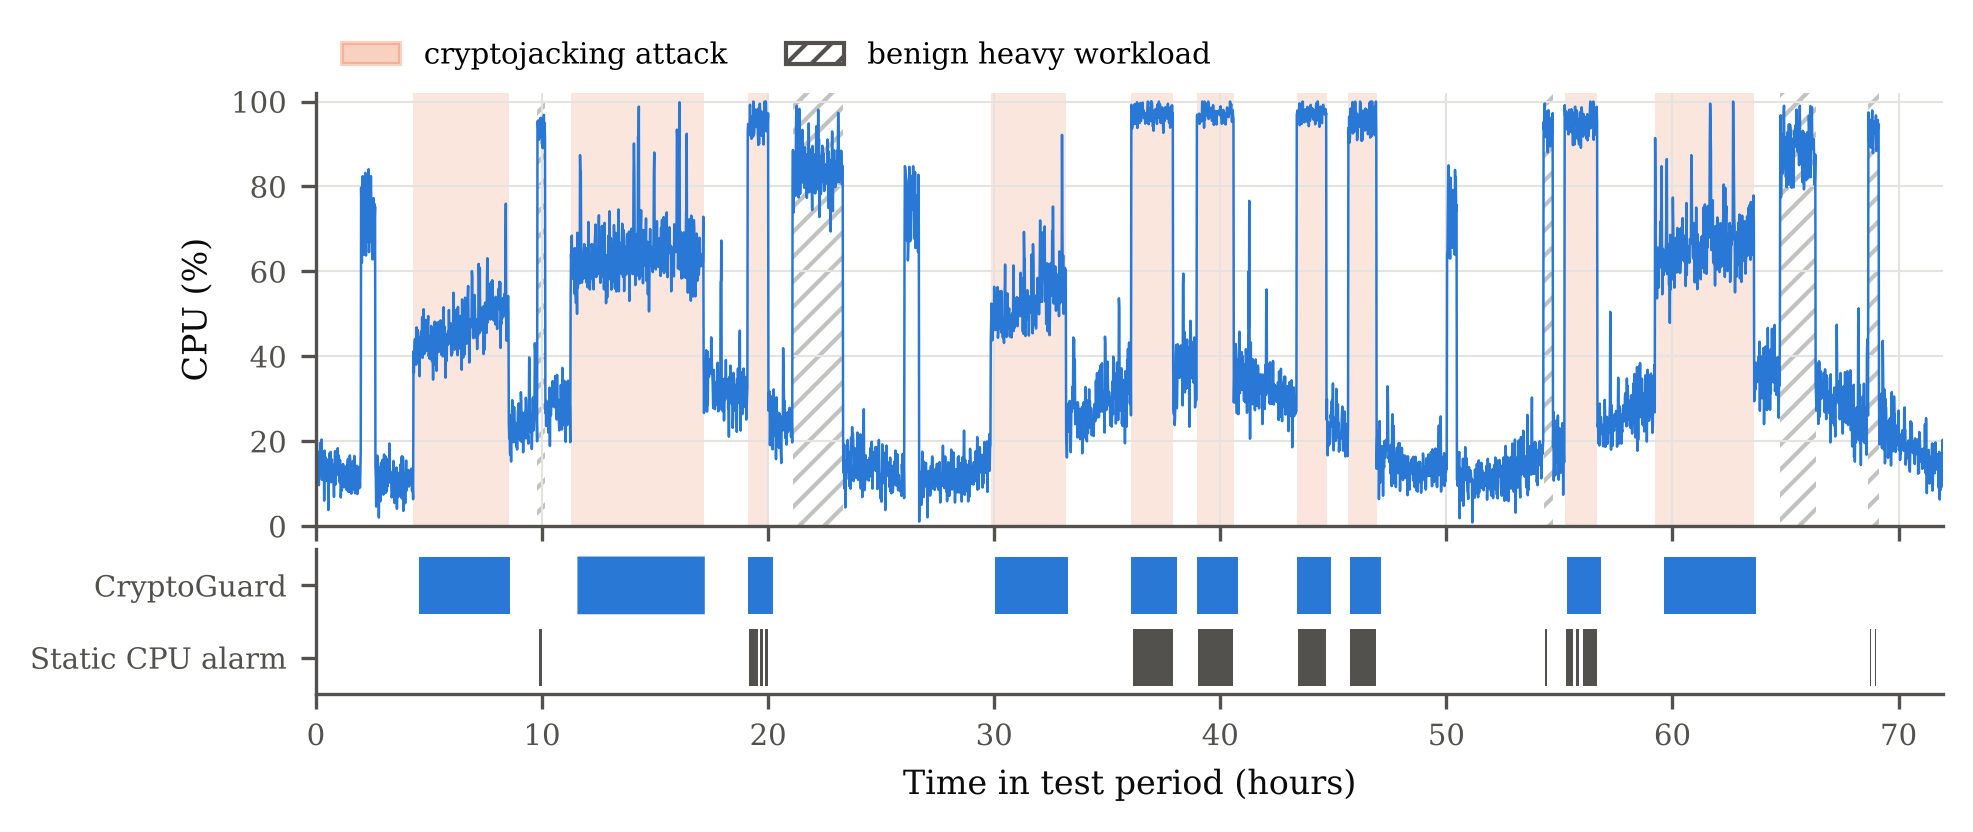 cryptojacking attack benign heavy workload
100
80
60
40
20
0
CPU (%)
CryptoGuard
Static CPU alarm
0 10 20 30 40 50 60 70
Time in test period (hours)